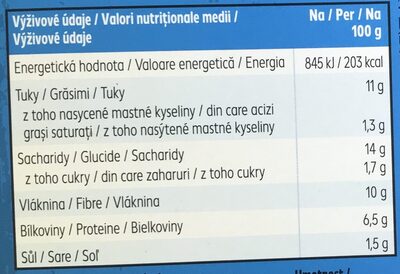 Výživové údaje / Valori nutriționale medii /
Výživové údaje
Na / Per / Na
100 g
Energetická hodnota / Valoare energetică / Energia 845 kJ / 203 kcal
Tuky / Grăsimi / Tuky 11 g
z toho nasycené mastné kyseliny / din care acizi
grași saturați / z toho nasýtené mastné kyseliny 1,3 g
Sacharidy / Glucide / Sacharidy 14 g
z toho cukry / din care zaharuri / z toho cukry 1,7 g
Vláknina / Fibre / Vláknina 10 g
Bílkoviny / Proteine / Bielkoviny 6,5 g
Sůl / Sare / Soľ 1,5 g